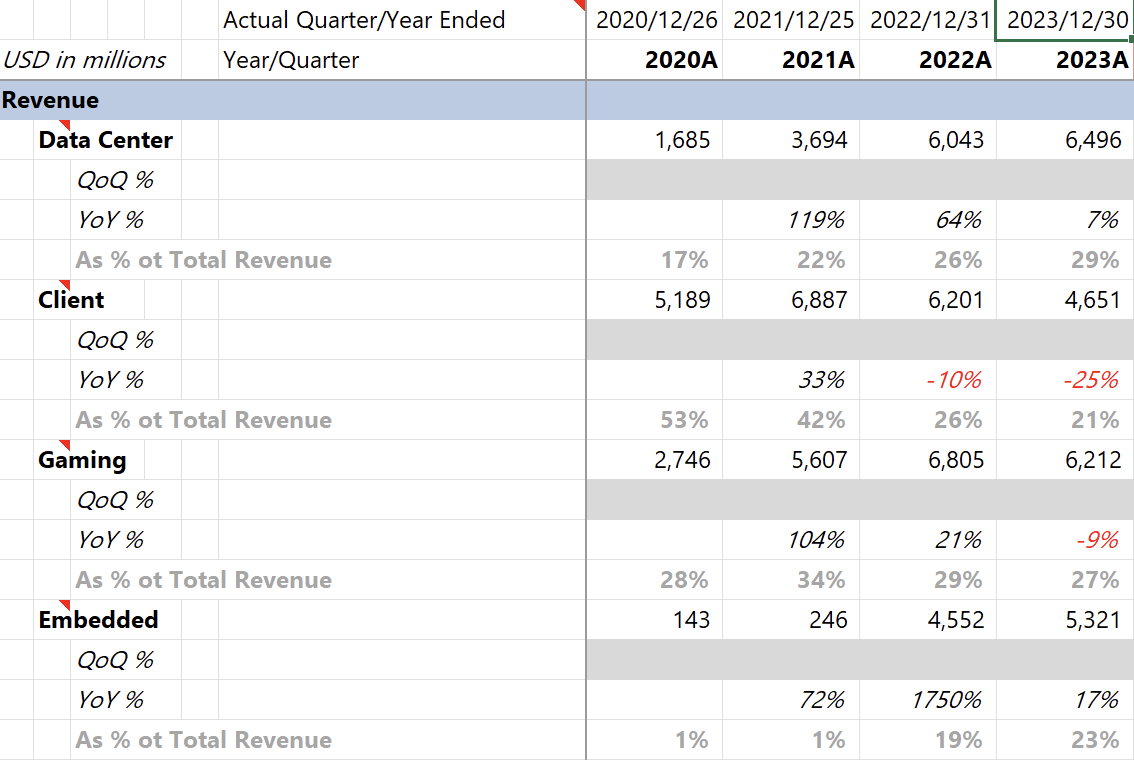 Actual Quarter/Year Ended 2020/12/26 2021/12/25 2022/12/31 2023/12/30
USD in millions Year/Quarter 2020A 2021A 2022A 2023A
Revenue
Data Center 1,685 3,694 6,043 6,496
QoQ %
YoY % 119% 64% 7%
As % ot Total Revenue 17% 22% 26% 29%
Client 5,189 6,887 6,201 4,651
QoQ %
YoY % 33% -10% -25%
As % ot Total Revenue 53% 42% 26% 21%
Gaming 2,746 5,607 6,805 6,212
QoQ %
YoY % 104% 21% -9%
As % ot Total Revenue 28% 34% 29% 27%
Embedded 143 246 4,552 5,321
QoQ %
YoY % 72% 1750% 17%
As % ot Total Revenue 1% 1% 19% 23%